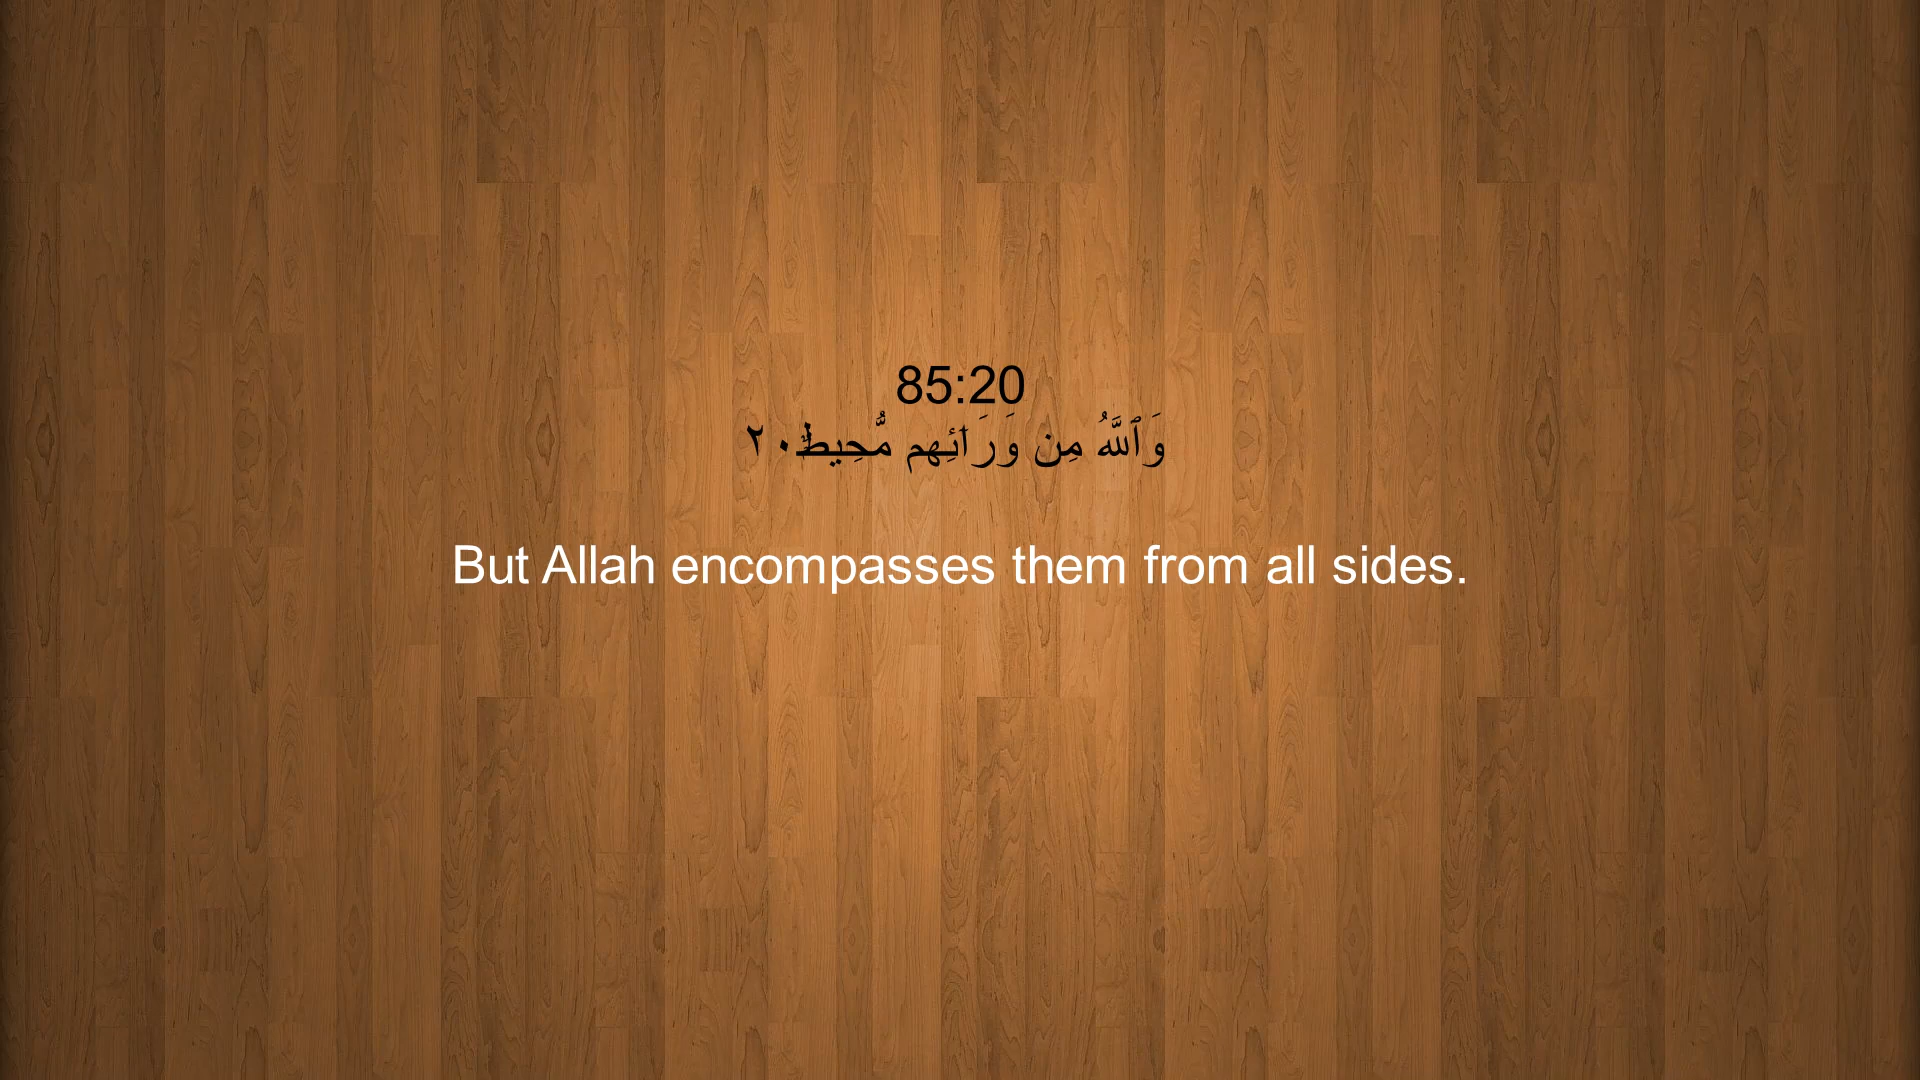 85:20
وَٱللَّهُ مِن وَرَآئِهِم مُّحِيطٌۢ ٢٠
But Allah encompasses them from all sides.